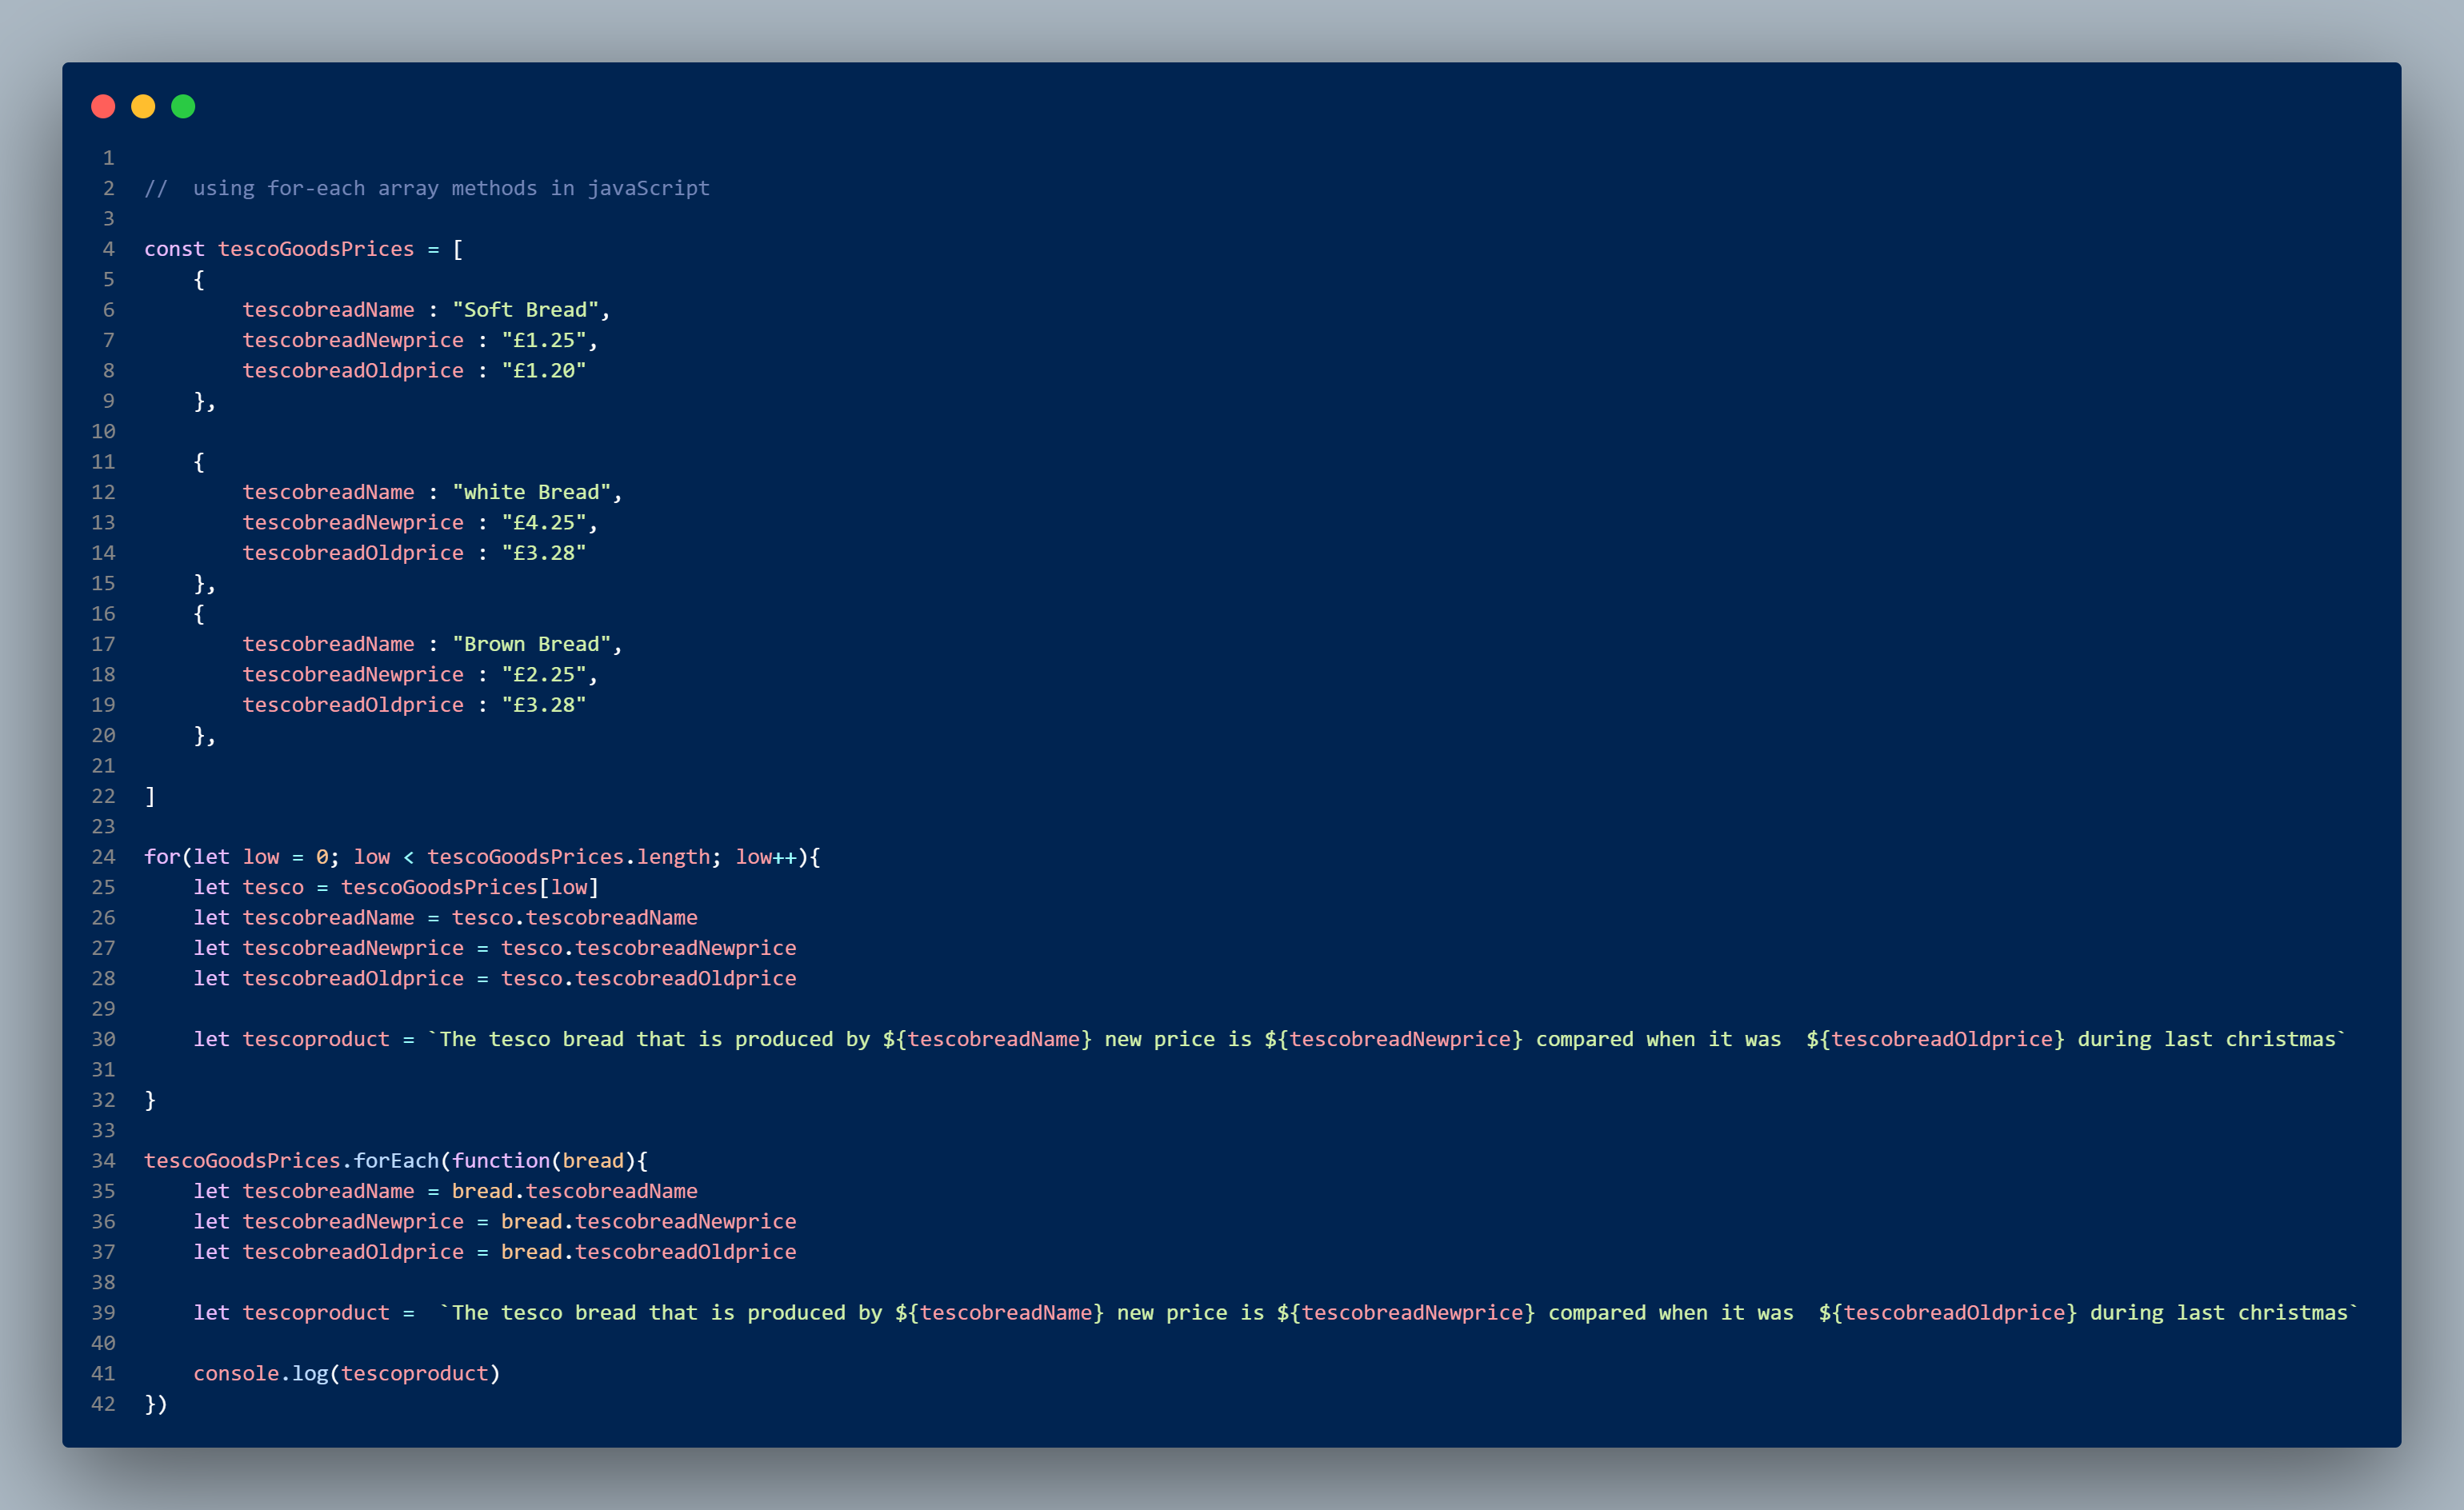 1
2 //  using for-each array methods in javaScript
3
4 const tescoGoodsPrices = [
5     {
6         tescobreadName : "Soft Bread",
7         tescobreadNewprice : "£1.25",
8         tescobreadOldprice : "£1.20"
9     },
10
11     {
12         tescobreadName : "white Bread",
13         tescobreadNewprice : "£4.25",
14         tescobreadOldprice : "£3.28"
15     },
16     {
17         tescobreadName : "Brown Bread",
18         tescobreadNewprice : "£2.25",
19         tescobreadOldprice : "£3.28"
20     },
21
22 ]
23
24 for(let low = 0; low < tescoGoodsPrices.length; low++){
25     let tesco = tescoGoodsPrices[low]
26     let tescobreadName = tesco.tescobreadName
27     let tescobreadNewprice = tesco.tescobreadNewprice
28     let tescobreadOldprice = tesco.tescobreadOldprice
29
30     let tescoproduct = `The tesco bread that is produced by ${tescobreadName} new price is ${tescobreadNewprice} compared when it was  ${tescobreadOldprice} during last christmas`
31
32 }
33
34 tescoGoodsPrices.forEach(function(bread){
35     let tescobreadName = bread.tescobreadName
36     let tescobreadNewprice = bread.tescobreadNewprice
37     let tescobreadOldprice = bread.tescobreadOldprice
38
39     let tescoproduct =  `The tesco bread that is produced by ${tescobreadName} new price is ${tescobreadNewprice} compared when it was  ${tescobreadOldprice} during last christmas`
40
41     console.log(tescoproduct)
42 })